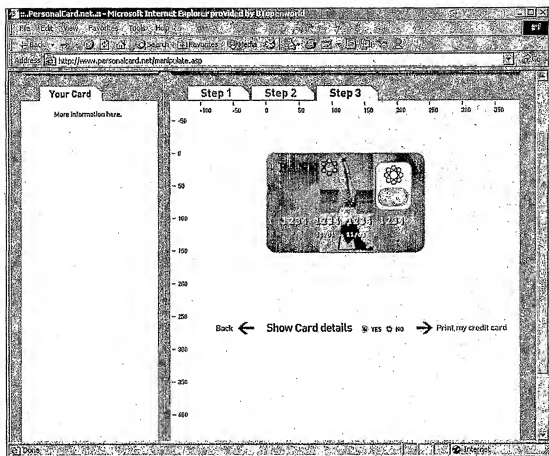 ::..PersonalCard.net..:: - Microsoft Internet Explorer provided by BTopenworld
File Edit View Favorites Tools Help
Back Search Favorites Media
Address http://www.personalcard.net/manipulate.asp
Your Card
Step 1 Step 2 Step 3
More information here.
-100 -50 0 50 100 150 200 250 300 350
-50
0
50
100
150
200
250
300
350
400
1234 1234 1234 1234
Back Show Card details YES NO Print my credit card
Done Internet